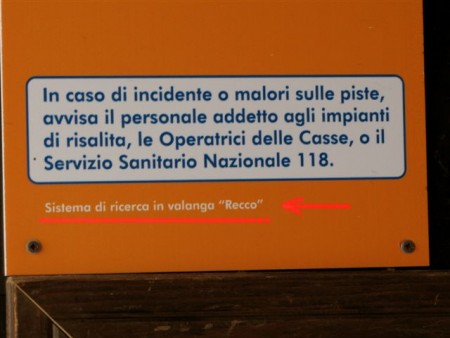 In caso di incidente o malori sulle piste,
avvisa il personale addetto agli impianti
di risalita, le Operatrici delle Casse, o il
Servizio Sanitario Nazionale 118.
Sistema di ricerca in valanga “Recco”